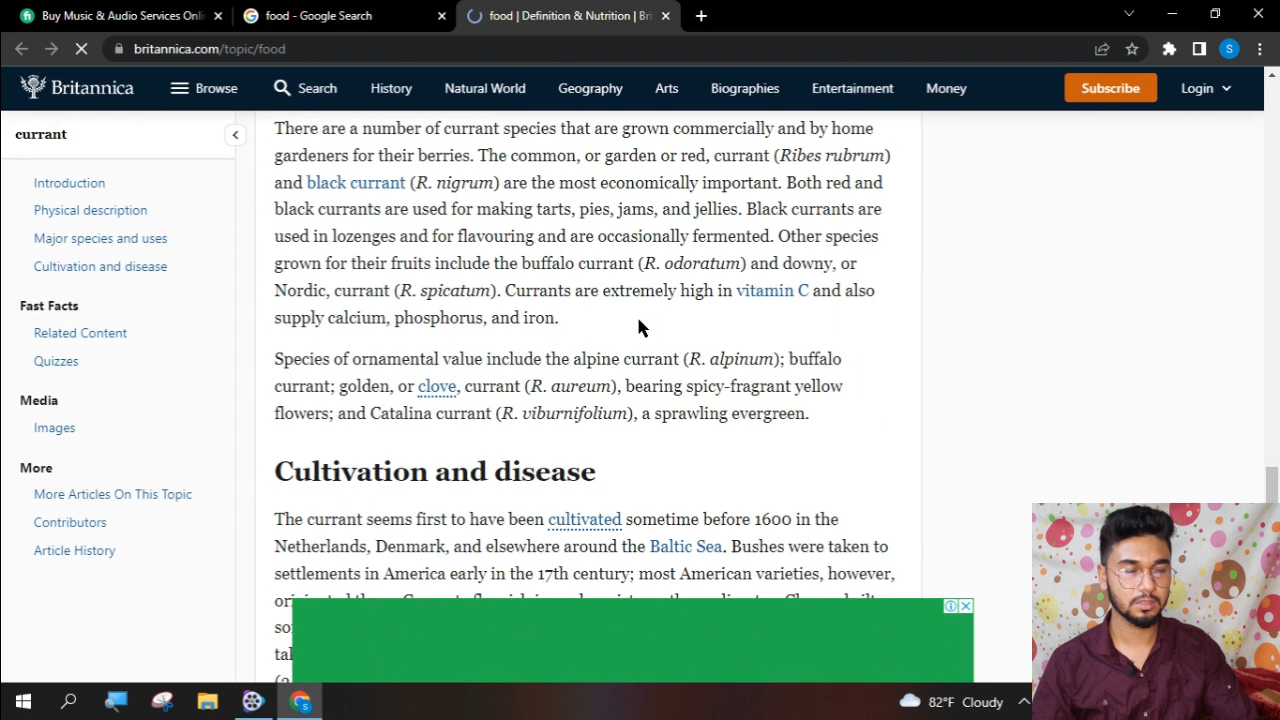 Buy Music & Audio Services Onli
food - Google Search
food | Definition & Nutrition | Bri
britannica.com/topic/food
S
Britannica
Browse
Search
History
Natural World
Geography
Arts
Biographies
Entertainment
Money
Subscribe
Login
currant
Introduction
Physical description
Major species and uses
Cultivation and disease
Fast Facts
Related Content
Quizzes
Media
Images
More
More Articles On This Topic
Contributors
Article History
There are a number of currant species that are grown commercially and by home
gardeners for their berries. The common, or garden or red, currant (Ribes rubrum)
and black currant (R. nigrum) are the most economically important. Both red and
black currants are used for making tarts, pies, jams, and jellies. Black currants are
used in lozenges and for flavouring and are occasionally fermented. Other species
grown for their fruits include the buffalo currant (R. odoratum) and downy, or
Nordic, currant (R. spicatum). Currants are extremely high in vitamin C and also
supply calcium, phosphorus, and iron.
Species of ornamental value include the alpine currant (R. alpinum); buffalo
currant; golden, or clove, currant (R. aureum), bearing spicy-fragrant yellow
flowers; and Catalina currant (R. viburnifolium), a sprawling evergreen.
Cultivation and disease
The currant seems first to have been cultivated sometime before 1600 in the
Netherlands, Denmark, and elsewhere around the Baltic Sea. Bushes were taken to
settlements in America early in the 17th century; most American varieties, however,
82°F Cloudy